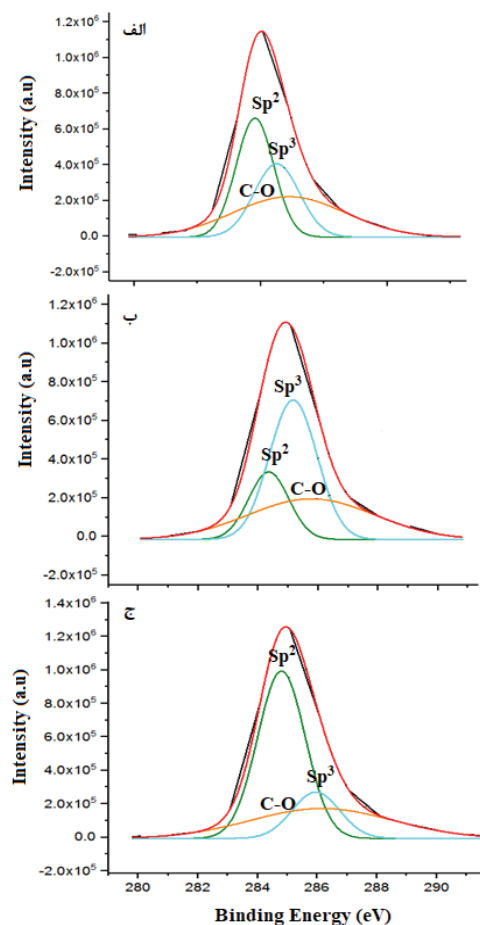 الف
1.2x10⁶
1.0x10⁶
8.0x10⁵
6.0x10⁵
4.0x10⁵
2.0x10⁵
0.0
-2.0x10⁵
Intensity (a.u)
Sp²
Sp³
C-O
ب
1.2x10⁶
1.0x10⁶
8.0x10⁵
6.0x10⁵
4.0x10⁵
2.0x10⁵
0.0
-2.0x10⁵
Intensity (a.u)
Sp³
Sp²
C-O
ج
1.4x10⁶
1.2x10⁶
1.0x10⁶
8.0x10⁵
6.0x10⁵
4.0x10⁵
2.0x10⁵
0.0
-2.0x10⁵
Intensity (a.u)
Sp²
Sp³
C-O
280 282 284 286 288 290
Binding Energy (eV)